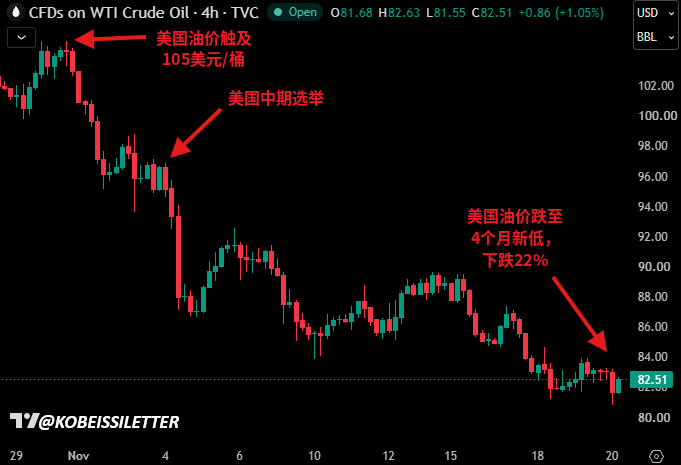 CFDs on WTI Crude Oil · 4h · TVC Open O81.68 H82.63 L81.55 C82.51 +0.86 (+1.05%)
USD
BBL
美国油价触及
105美元/桶
美国中期选举
美国油价跌至
4个月新低，
下跌22%
102.00
100.00
98.00
96.00
94.00
92.00
90.00
88.00
86.00
84.00
82.51
82.00
80.00
@KOBEISSILETTER
29 Nov 4 6 10 12 15 18 20